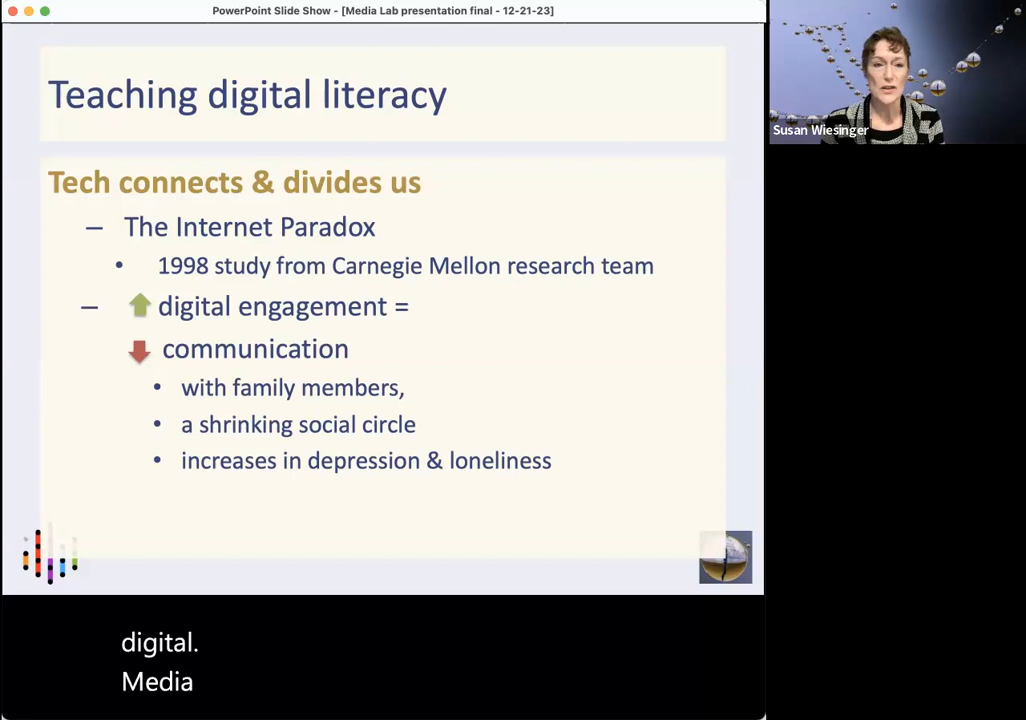 PowerPoint Slide Show - [Media Lab presentation final - 12-21-23]
Teaching digital literacy
Tech connects & divides us
– The Internet Paradox
• 1998 study from Carnegie Mellon research team
– digital engagement =
communication
• with family members,
• a shrinking social circle
• increases in depression & loneliness
Susan Wiesinger
digital.
Media